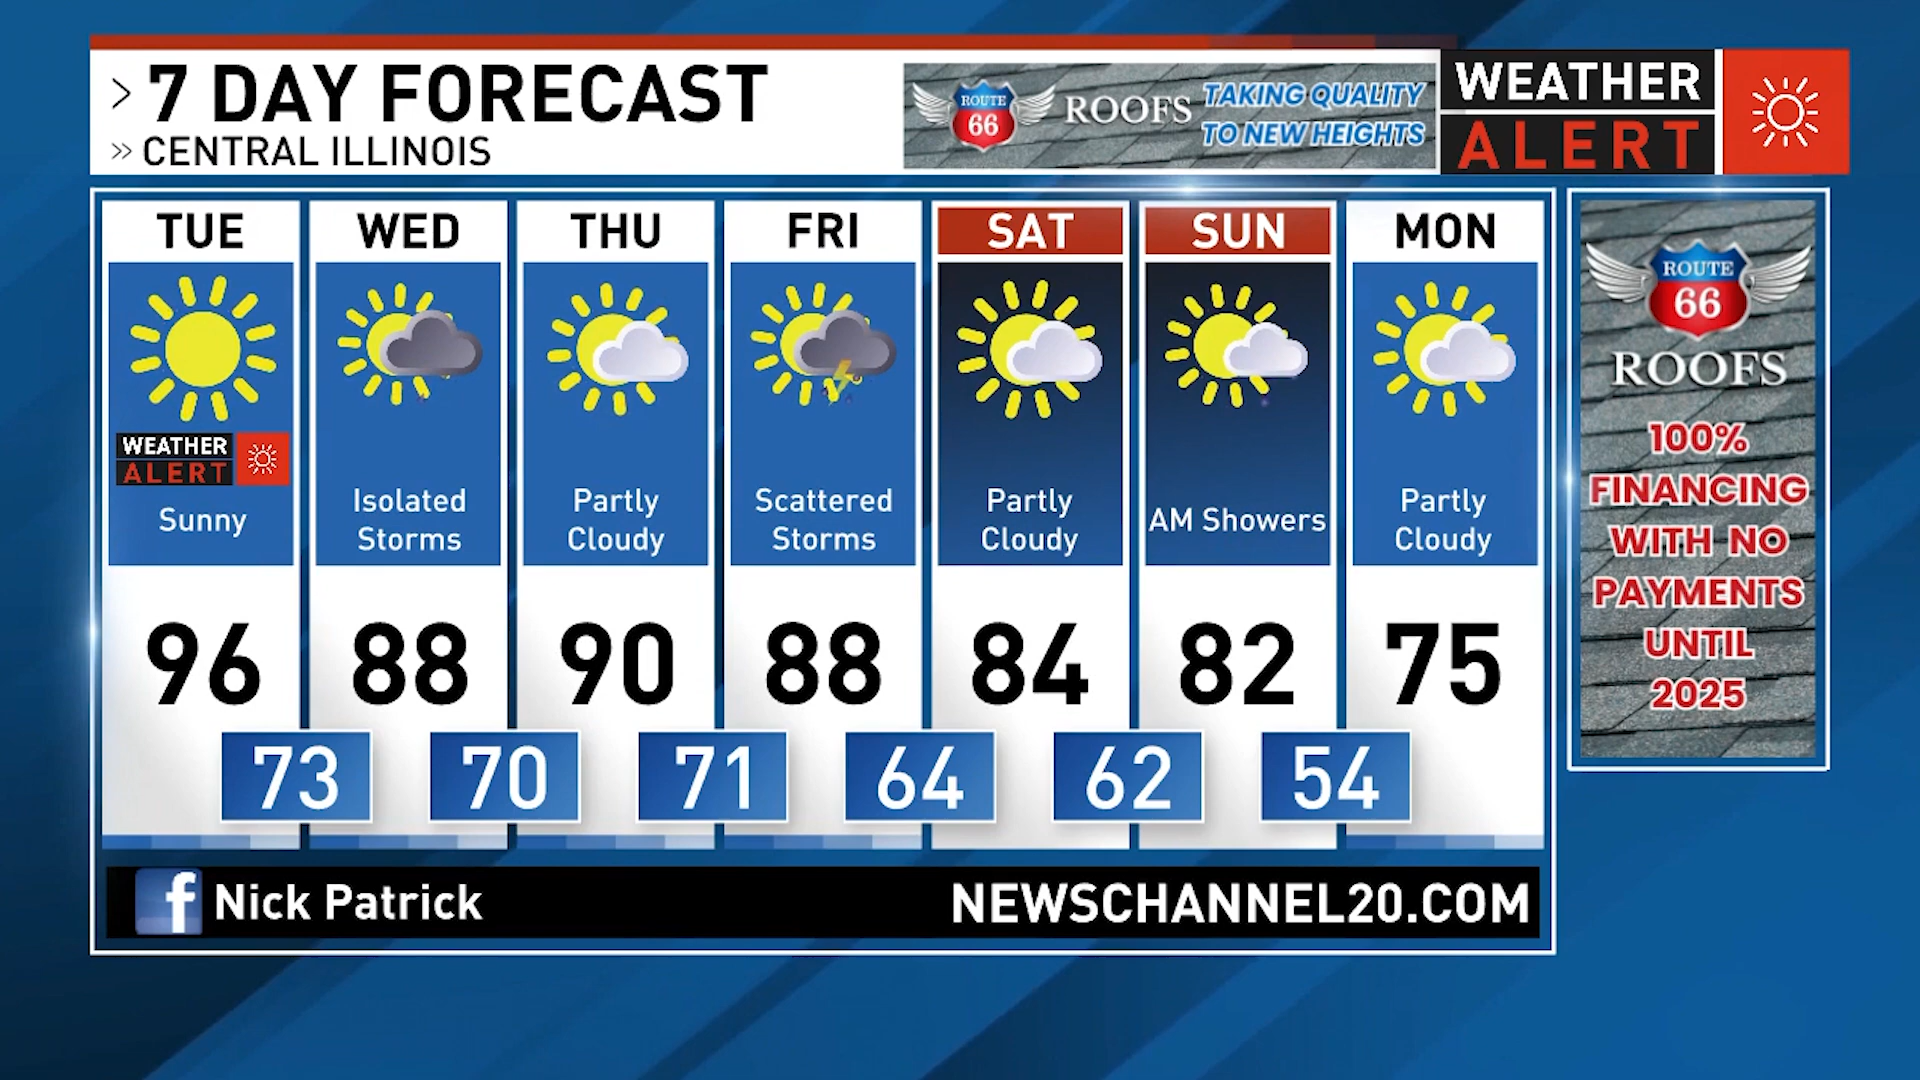 > 7 DAY FORECAST
>> CENTRAL ILLINOIS
ROUTE
66
ROOFS
TAKING QUALITY
TO NEW HEIGHTS
WEATHER
ALERT
TUE WED THU FRI SAT SUN MON
WEATHER
ALERT
Sunny
Isolated
Storms
Partly
Cloudy
Scattered
Storms
Partly
Cloudy
AM Showers
Partly
Cloudy
96 88 90 88 84 82 75
73 70 71 64 62 54
f Nick Patrick
NEWSCHANNEL20.COM
ROUTE
66
ROOFS
100%
FINANCING
WITH NO
PAYMENTS
UNTIL
2025